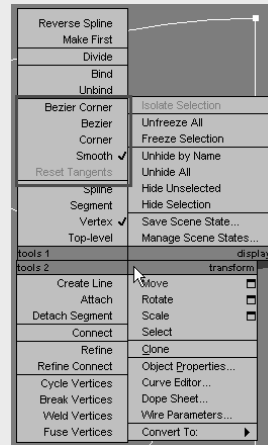 Reverse Spline
Make First
Divide
Bind
Unbind
Bezier Corner
Bezier
Corner
Smooth ✓
Reset Tangents
Spline
Segment
Vertex ✓
Top-level
tools 1
Isolate Selection
Unfreeze All
Freeze Selection
Unhide by Name
Unhide All
Hide Unselected
Hide Selection
Save Scene State...
Manage Scene States...
display
tools 2
Create Line
Attach
Detach Segment
Connect
Refine
Refine Connect
Cycle Vertices
Break Vertices
Weld Vertices
Fuse Vertices
transform
Move
Rotate
Scale
Select
Clone
Object Properties...
Curve Editor...
Dope Sheet...
Wire Parameters...
Convert To: